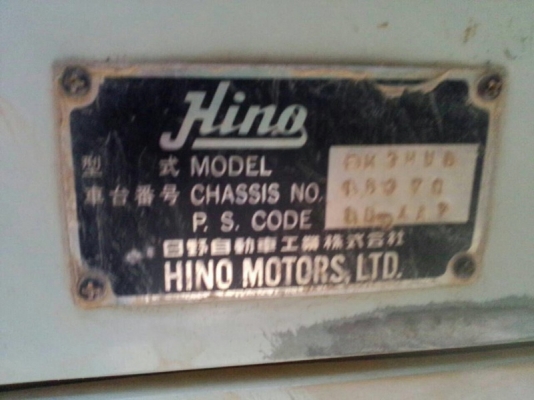 Hino
型 式 MODEL
車台番号 CHASSIS NO.
P. S. CODE
日野自動車工業株式会社
HINO MOTORS, LTD.